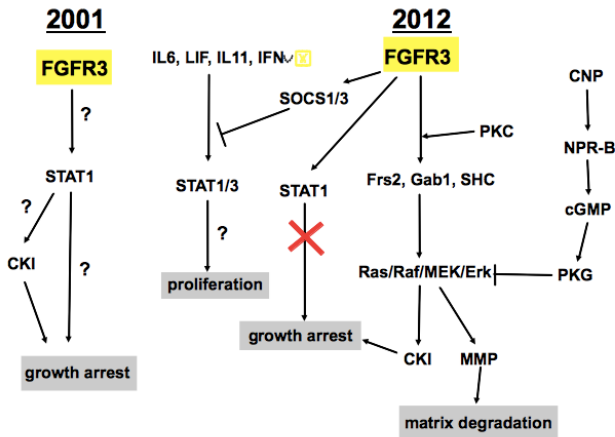 2001
FGFR3
?
STAT1
?
?
CKI
growth arrest
2012
IL6, LIF, IL11, IFN
FGFR3
SOCS1/3
PKC
STAT1/3
STAT1
Frs2, Gab1, SHC
?
proliferation
Ras/Raf/MEK/Erk
growth arrest
CKI
MMP
matrix degradation
CNP
NPR-B
cGMP
PKG